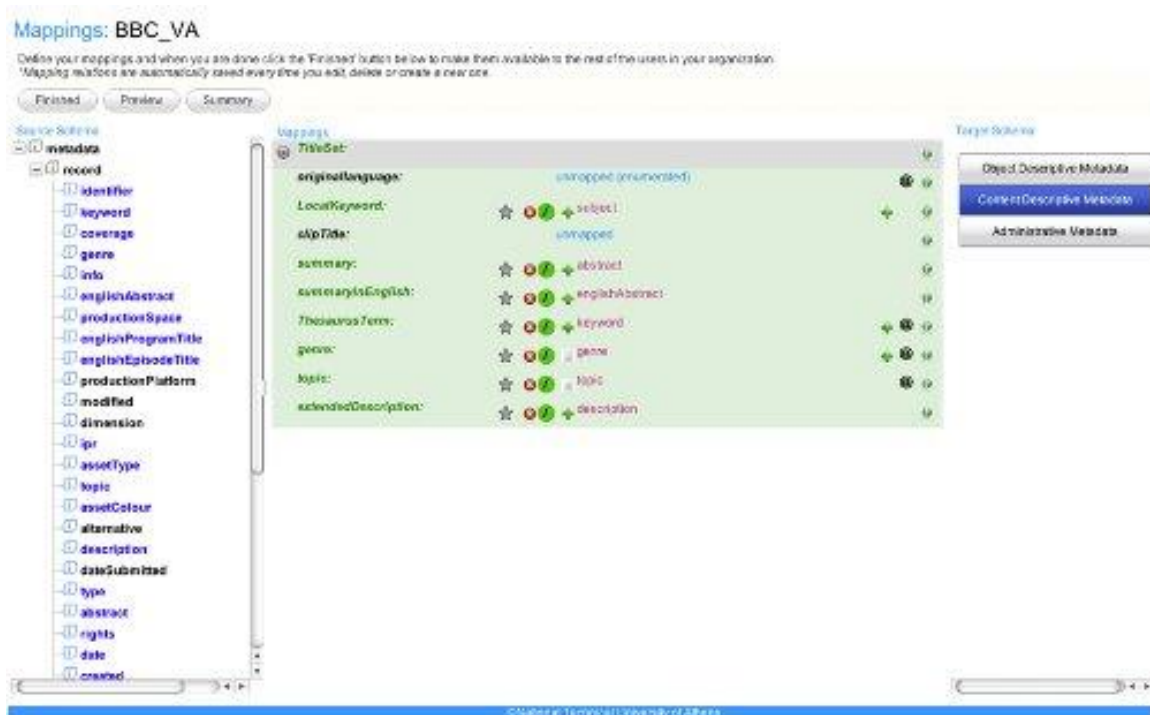 Mappings: BBC_VA
Define your mappings and when you are done click the 'Finished' button below to make them available to the rest of the users in your organization.
*Mapping relations are automatically saved every time you edit, delete or create a new one.
Finished Preview Summary
Source Schema
metadata
record
identifier
keyword
coverage
genre
info
englishAbstract
productionSpace
englishProgramTitle
englishEpisodeTitle
productionPlatform
modified
dimension
ipr
assetType
topic
assetColour
alternative
description
dateSubmitted
type
abstract
rights
date
created
Mappings
TitleSet:
originallanguage: unmapped (enumerated)
LocalKeyword: subject
clipTitle: unmapped
summary: abstract
summaryInEnglish: englishAbstract
ThesaurusTerm: keyword
genre: genre
topic: topic
extendedDescription: description
Target Schema
Object Descriptive Metadata
Content Descriptive Metadata
Administrative Metadata
©National Technical University of Athens